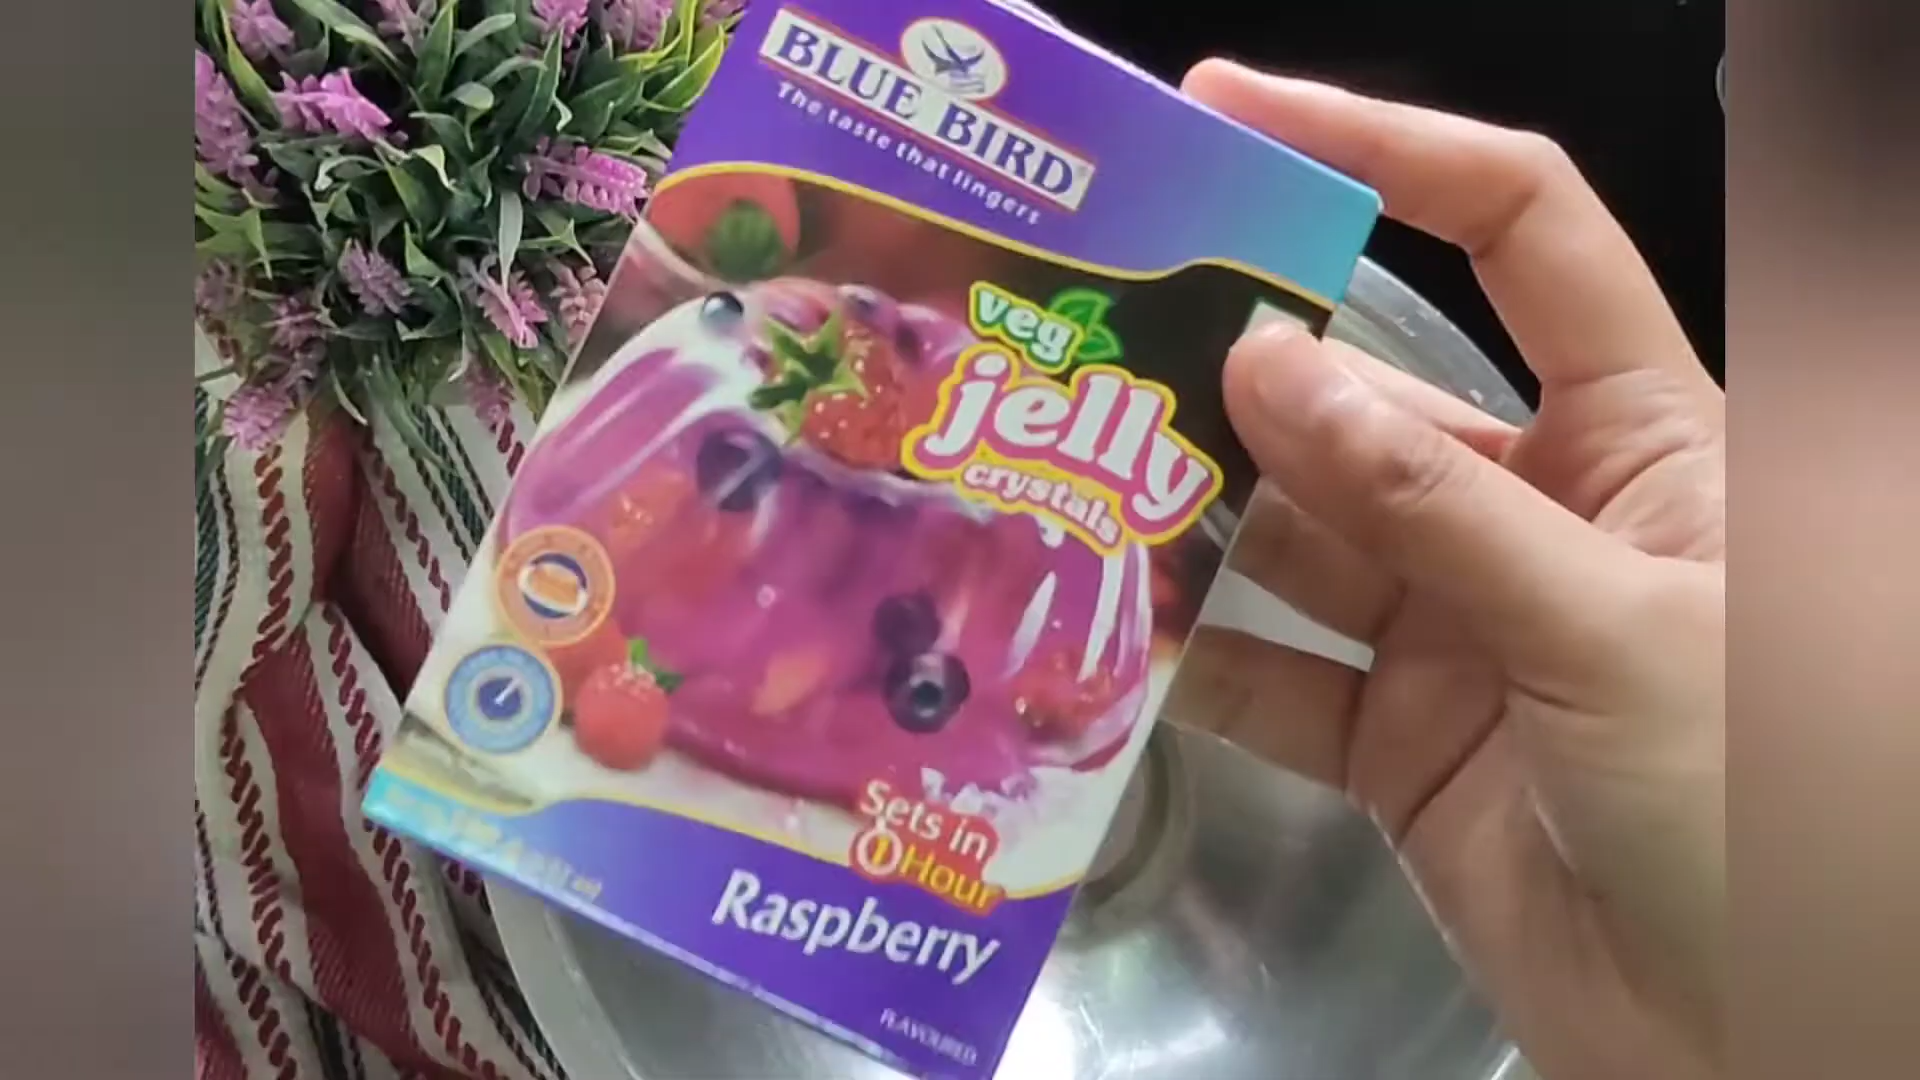 BLUE BIRD
The taste that lingers
veg
jelly
crystals
Sets in
1 Hour
Raspberry
FLAVOURED